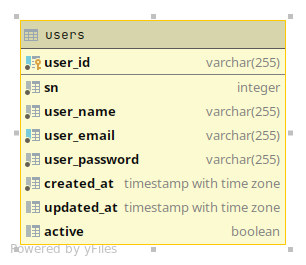 users
user_id varchar(255)
sn integer
user_name varchar(255)
user_email varchar(255)
user_password varchar(255)
created_at timestamp with time zone
updated_at timestamp with time zone
active boolean
Powered by yFiles